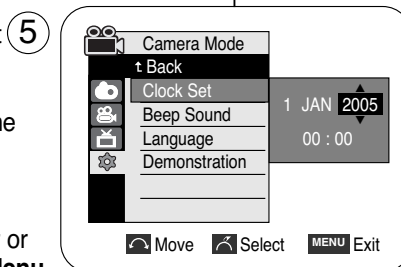 t 5
Camera Mode
t Back
Clock Set
1 JAN 2005
Beep Sound
00 : 00
Language
Demonstration
or
Move Select MENU Exit